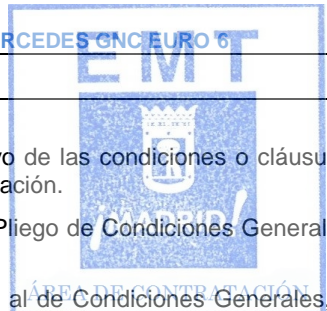 RCEDES GNC EURO 6
EMT
vo de las condiciones o cláusu
ación.
¡MADRID!
Pliego de Condiciones General
ÁREA DE CONTRATACIÓN
al de Condiciones Generales.